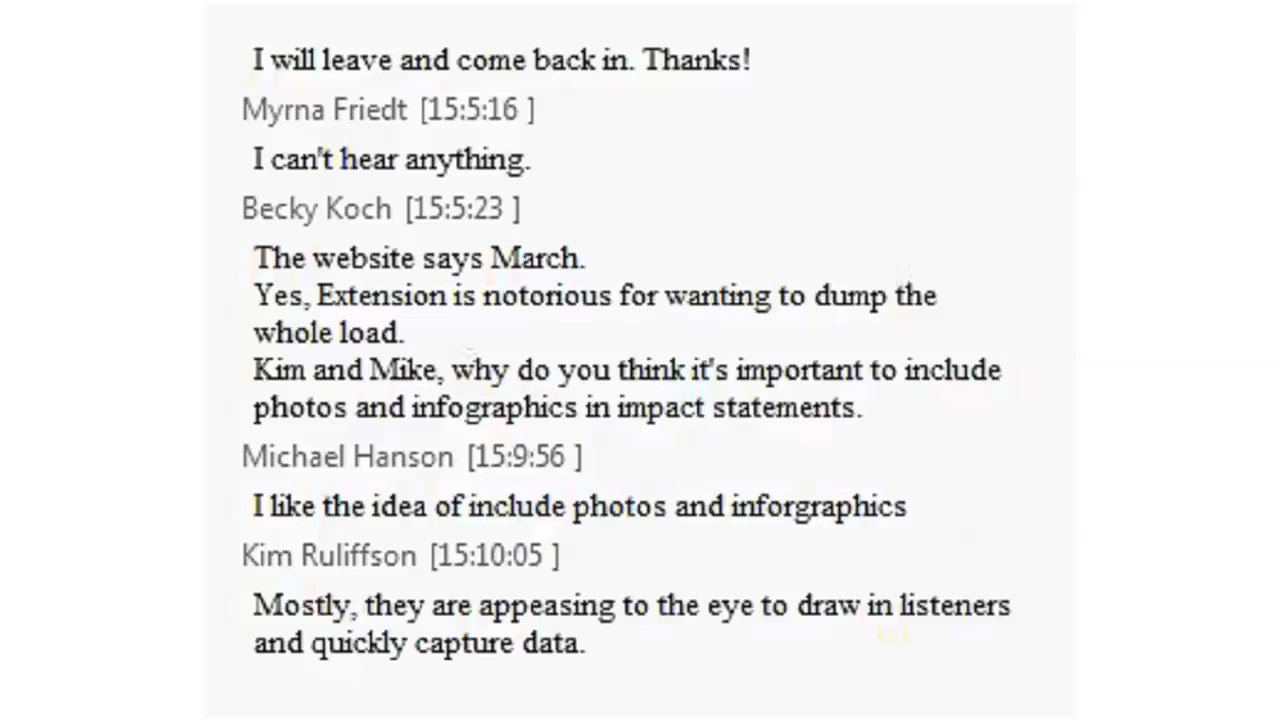 I will leave and come back in. Thanks!
Myrna Friedt [15:5:16 ]
I can't hear anything.
Becky Koch [15:5:23 ]
The website says March.
Yes, Extension is notorious for wanting to dump the
whole load.
Kim and Mike, why do you think it's important to include
photos and infographics in impact statements.
Michael Hanson [15:9:56 ]
I like the idea of include photos and inforgraphics
Kim Ruliffson [15:10:05 ]
Mostly, they are appeasing to the eye to draw in listeners
and quickly capture data.